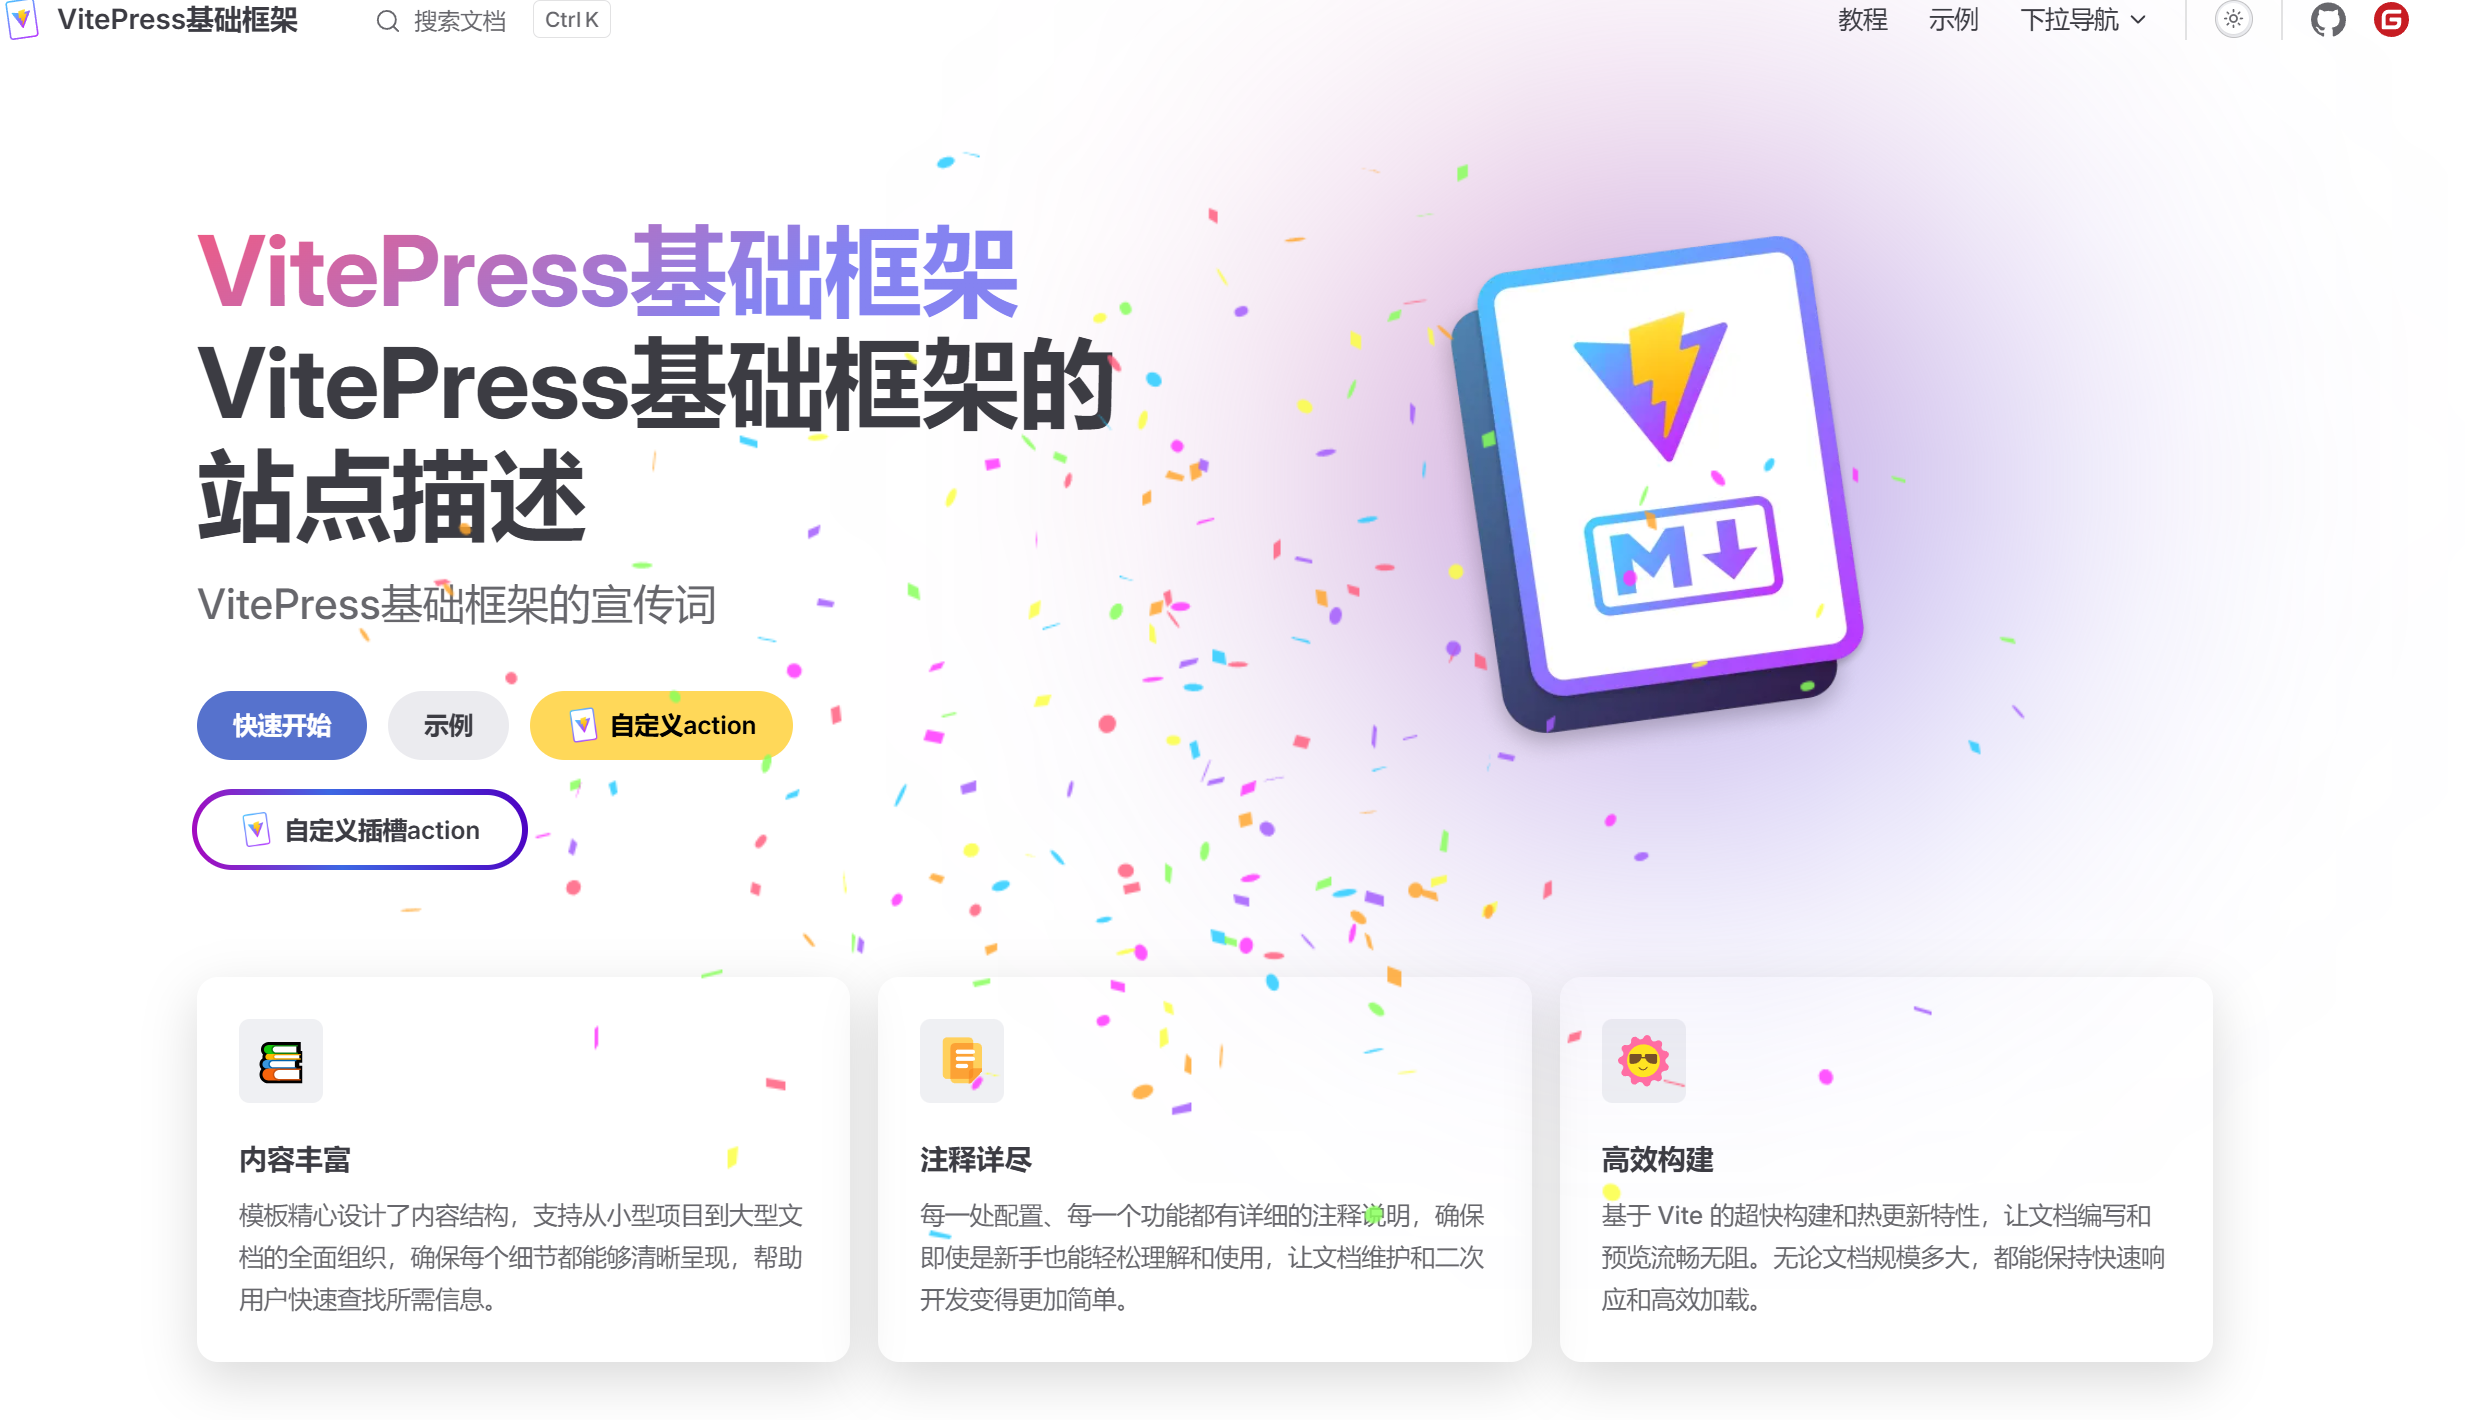 VitePress基础框架
搜索文档
Ctrl K
教程
示例
下拉导航
VitePress基础框架
VitePress基础框架的
站点描述
VitePress基础框架的宣传词
快速开始
示例
自定义action
自定义插槽action
M
内容丰富
模板精心设计了内容结构，支持从小型项目到大型文
档的全面组织，确保每个细节都能够清晰呈现，帮助
用户快速查找所需信息。
注释详尽
每一处配置、每一个功能都有详细的注释说明，确保
即使是新手也能轻松理解和使用，让文档维护和二次
开发变得更加简单。
高效构建
基于 Vite 的超快构建和热更新特性，让文档编写和
预览流畅无阻。无论文档规模多大，都能保持快速响
应和高效加载。